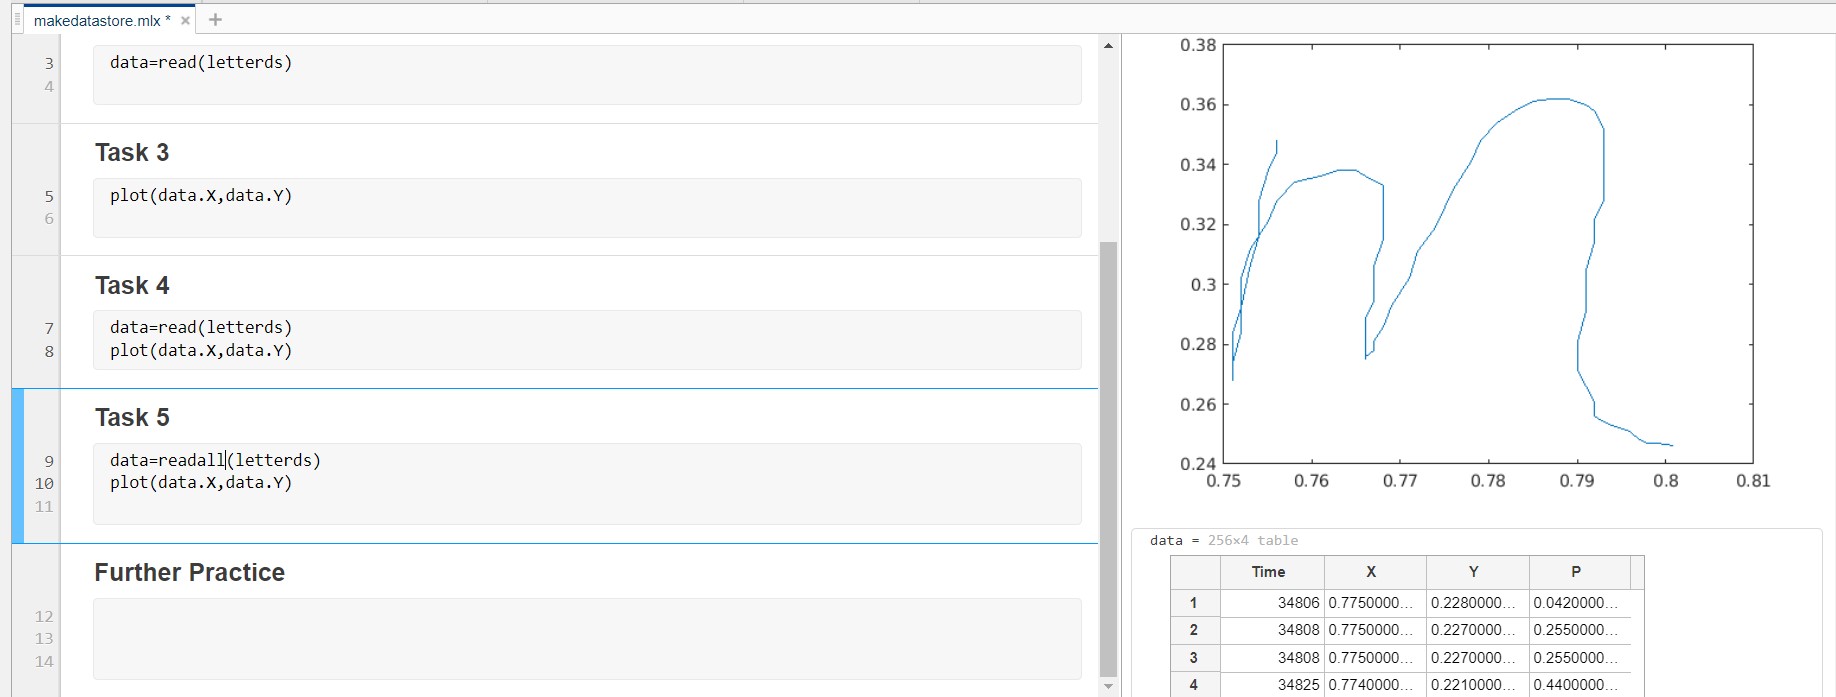 makedatastore.mlx * × +
3 data=read(letterds)
4
Task 3
5 plot(data.X,data.Y)
6
Task 4
7 data=read(letterds)
8 plot(data.X,data.Y)
Task 5
9 data=readall(letterds)
10 plot(data.X,data.Y)
11
Further Practice
12
13
14
0.38
0.36
0.34
0.32
0.3
0.28
0.26
0.24
0.75 0.76 0.77 0.78 0.79 0.8 0.81
data = 256×4 table
Time X Y P
1 34806 0.7750000... 0.2280000... 0.0420000...
2 34808 0.7750000... 0.2270000... 0.2550000...
3 34808 0.7750000... 0.2270000... 0.2550000...
4 34825 0.7740000... 0.2210000... 0.4400000...